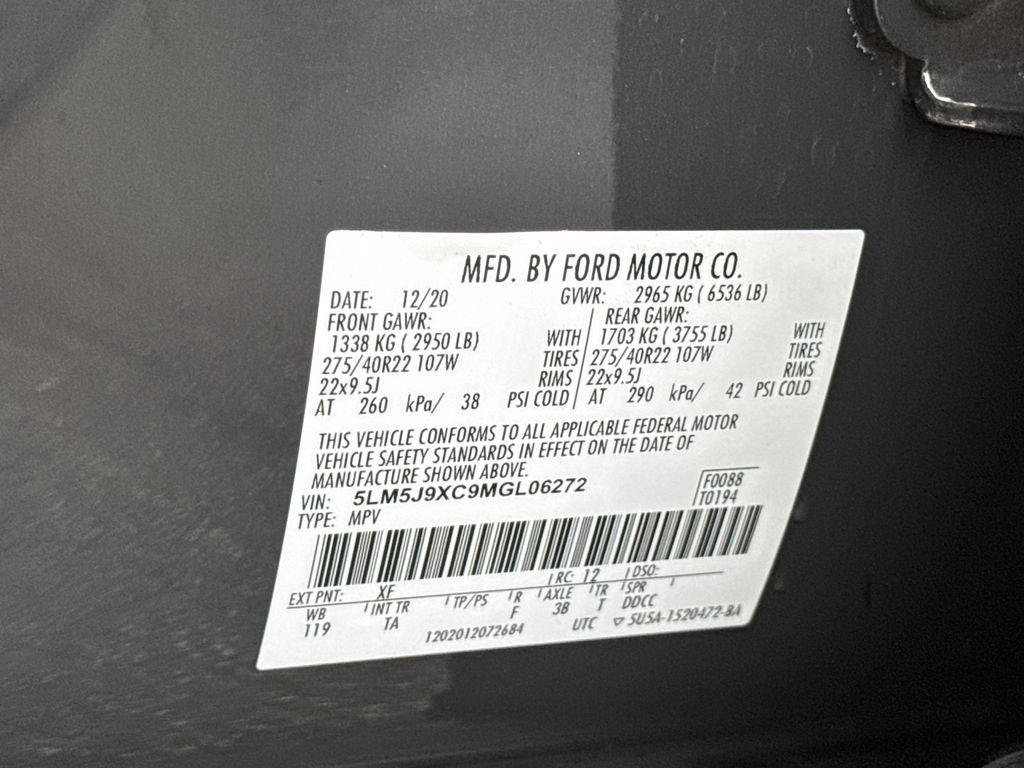 MFD. BY FORD MOTOR CO.
DATE: 12/20 GVWR: 2965 KG ( 6536 LB)
FRONT GAWR: REAR GAWR:
1338 KG ( 2950 LB) WITH 1703 KG ( 3755 LB) WITH
275/40R22 107W TIRES 275/40R22 107W TIRES
22x9.5J RIMS 22x9.5J RIMS
AT 260 kPa/ 38 PSI COLD AT 290 kPa/ 42 PSI COLD
THIS VEHICLE CONFORMS TO ALL APPLICABLE FEDERAL MOTOR
VEHICLE SAFETY STANDARDS IN EFFECT ON THE DATE OF
MANUFACTURE SHOWN ABOVE.
VIN: 5LM5J9XC9MGL06272 F0088
TYPE: MPV T0194
EXT PNT: XF RC: 12 DSO:
WB INT TR TP/PS R AXLE TR SPR
119 TA F 3B T DDCC
1202012072684 UTC ▽ 5U5A-1520472-BA